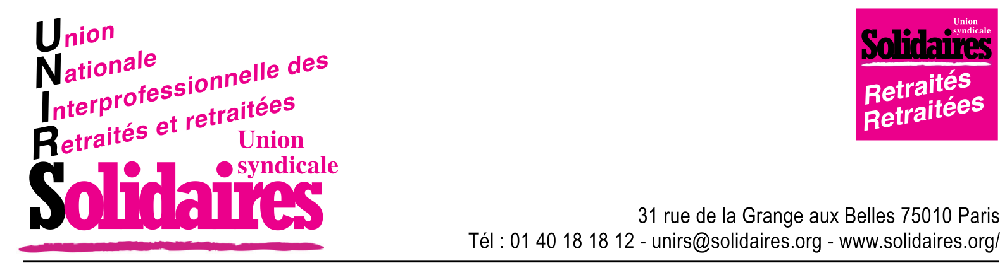 Union
Nationale
Interprofessionnelle des
Retraités et retraitées
Union
syndicale
Solidaires
Union
syndicale
Solidaires
Retraités
Retraitées
31 rue de la Grange aux Belles 75010 Paris
Tél : 01 40 18 18 12 - unirs@solidaires.org - www.solidaires.org/